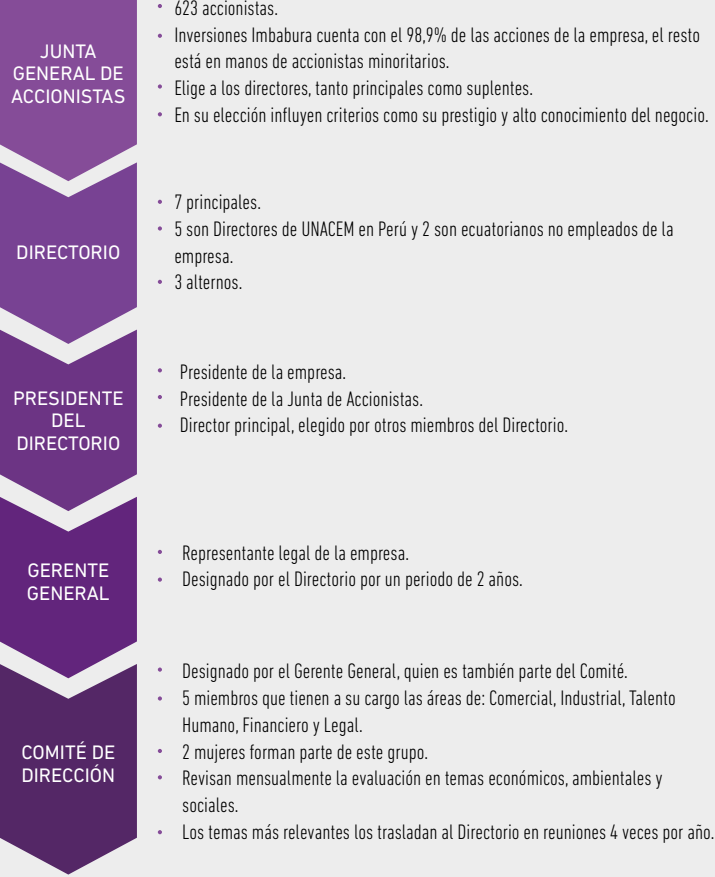 JUNTA
GENERAL DE
ACCIONISTAS
• 623 accionistas.
• Inversiones Imbabura cuenta con el 98,9% de las acciones de la empresa, el resto
está en manos de accionistas minoritarios.
• Elige a los directores, tanto principales como suplentes.
• En su elección influyen criterios como su prestigio y alto conocimiento del negocio.
DIRECTORIO
• 7 principales.
• 5 son Directores de UNACEM en Perú y 2 son ecuatorianos no empleados de la
empresa.
• 3 alternos.
PRESIDENTE
DEL
DIRECTORIO
• Presidente de la empresa.
• Presidente de la Junta de Accionistas.
• Director principal, elegido por otros miembros del Directorio.
GERENTE
GENERAL
• Representante legal de la empresa.
• Designado por el Directorio por un periodo de 2 años.
COMITÉ DE
DIRECCIÓN
• Designado por el Gerente General, quien es también parte del Comité.
• 5 miembros que tienen a su cargo las áreas de: Comercial, Industrial, Talento
Humano, Financiero y Legal.
• 2 mujeres forman parte de este grupo.
• Revisan mensualmente la evaluación en temas económicos, ambientales y
sociales.
• Los temas más relevantes los trasladan al Directorio en reuniones 4 veces por año.